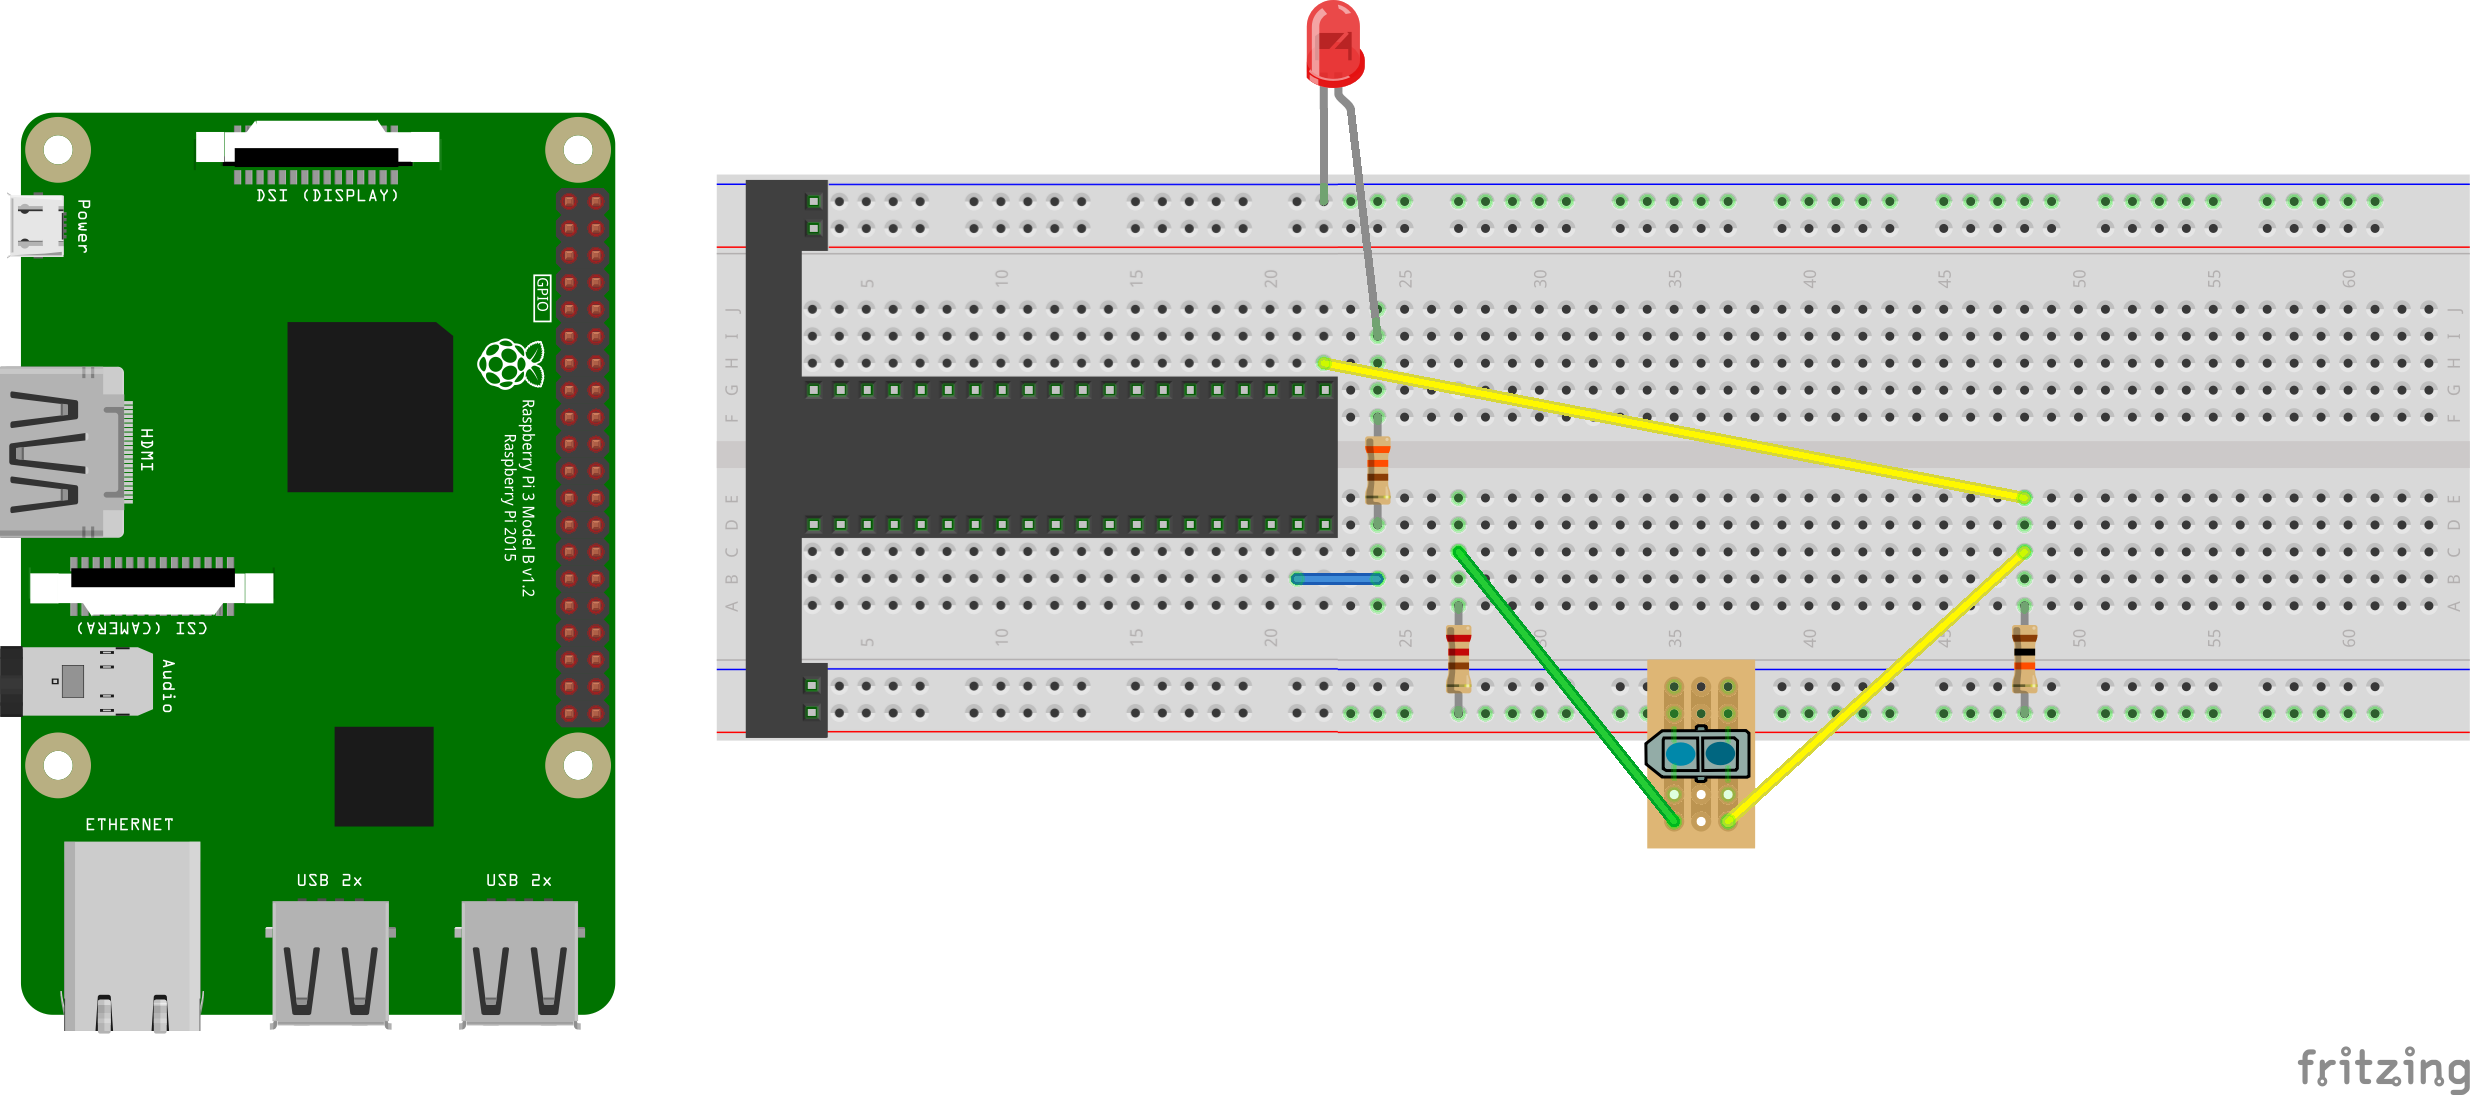 DSI (DISPLAY)
Power
GPIO
HDMI
Raspberry Pi 3 Model B v1.2
Raspberry Pi 2015
CSI (CAMERA)
Audio
ETHERNET
USB 2x
USB 2x
5 10 15 20 25 30 35 40 45 50 55 60
J J
I I
H H
G G
F F
E E
D D
C C
B B
A A
5 10 15 20 25 30 35 40 45 50 55 60
fritzing